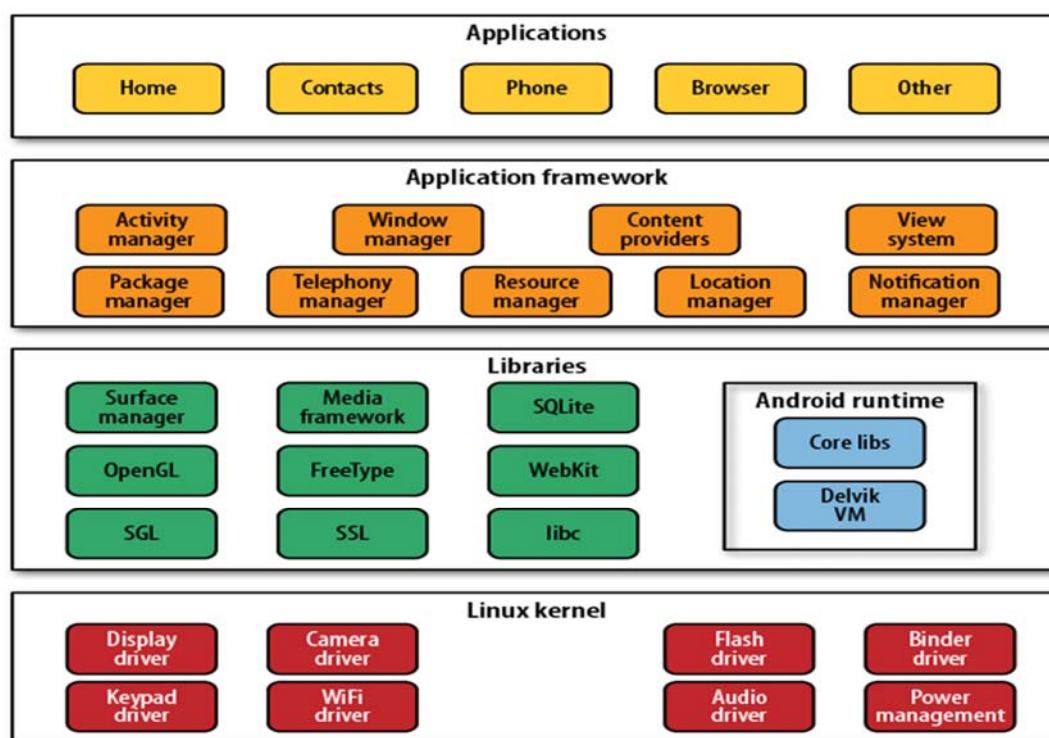 Applications
Home
Contacts
Phone
Browser
Other
Application framework
Activity
manager
Window
manager
Content
providers
View
system
Package
manager
Telephony
manager
Resource
manager
Location
manager
Notification
manager
Libraries
Surface
manager
Media
framework
SQLite
OpenGL
FreeType
WebKit
SGL
SSL
libc
Android runtime
Core libs
Delvik
VM
Linux kernel
Display
driver
Camera
driver
Flash
driver
Binder
driver
Keypad
driver
WiFi
driver
Audio
driver
Power
management